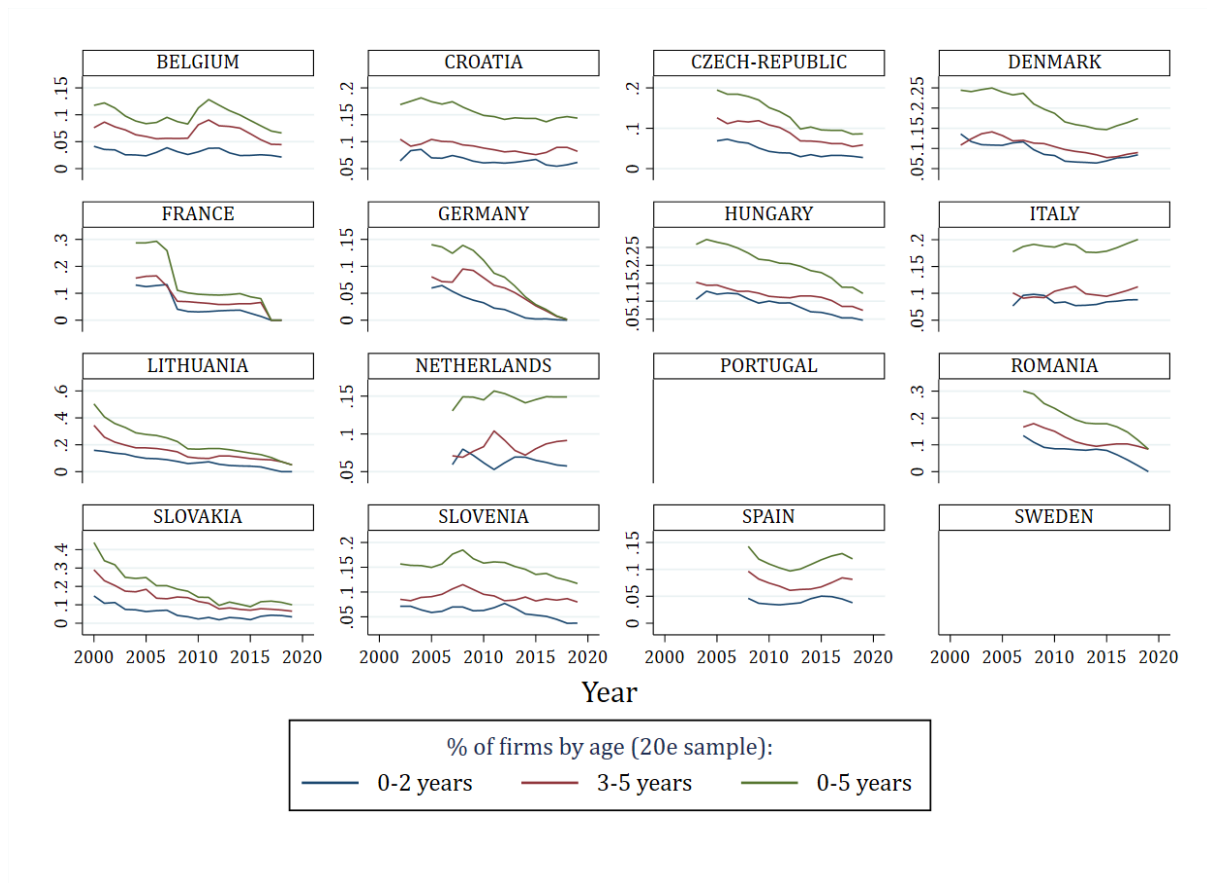 BELGIUM CROATIA CZECH-REPUBLIC DENMARK
0 .05 .1 .15 .05 .1 .15 .2 0 .1 .2 .05 .1 .15 .2 .25
FRANCE GERMANY HUNGARY ITALY
0 .1 .2 .3 0 .05 .1 .15 .05 .1 .15 .2 .25 .05 .1 .15 .2
LITHUANIA NETHERLANDS PORTUGAL ROMANIA
0 .2 .4 .6 .05 .1 .15 0 .1 .2 .3
SLOVAKIA SLOVENIA SPAIN SWEDEN
0 .1 .2 .3 .4 .05 .1 .15 .2 0 .05 .1 .15
2000 2005 2010 2015 2020 2000 2005 2010 2015 2020 2000 2005 2010 2015 2020 2000 2005 2010 2015 2020
Year
% of firms by age (20e sample):
0-2 years 3-5 years 0-5 years